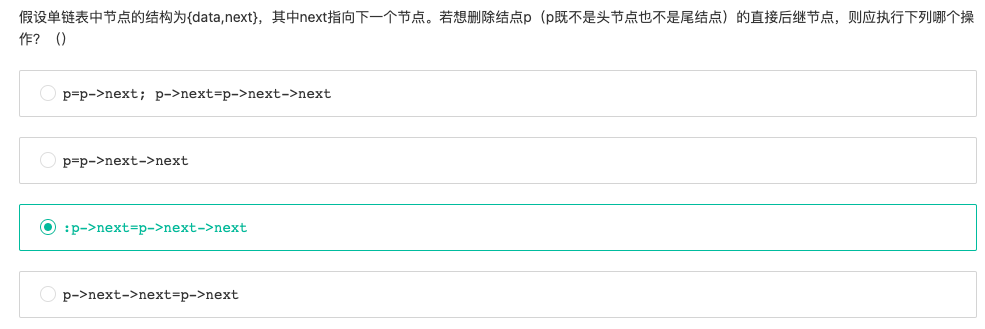 假设单链表中节点的结构为{data,next}，其中next指向下一个节点。若想删除结点p（p既不是头节点也不是尾结点）的直接后继节点，则应执行下列哪个操
作？（）
p=p->next; p->next=p->next->next
p=p->next->next
:p->next=p->next->next
p->next->next=p->next